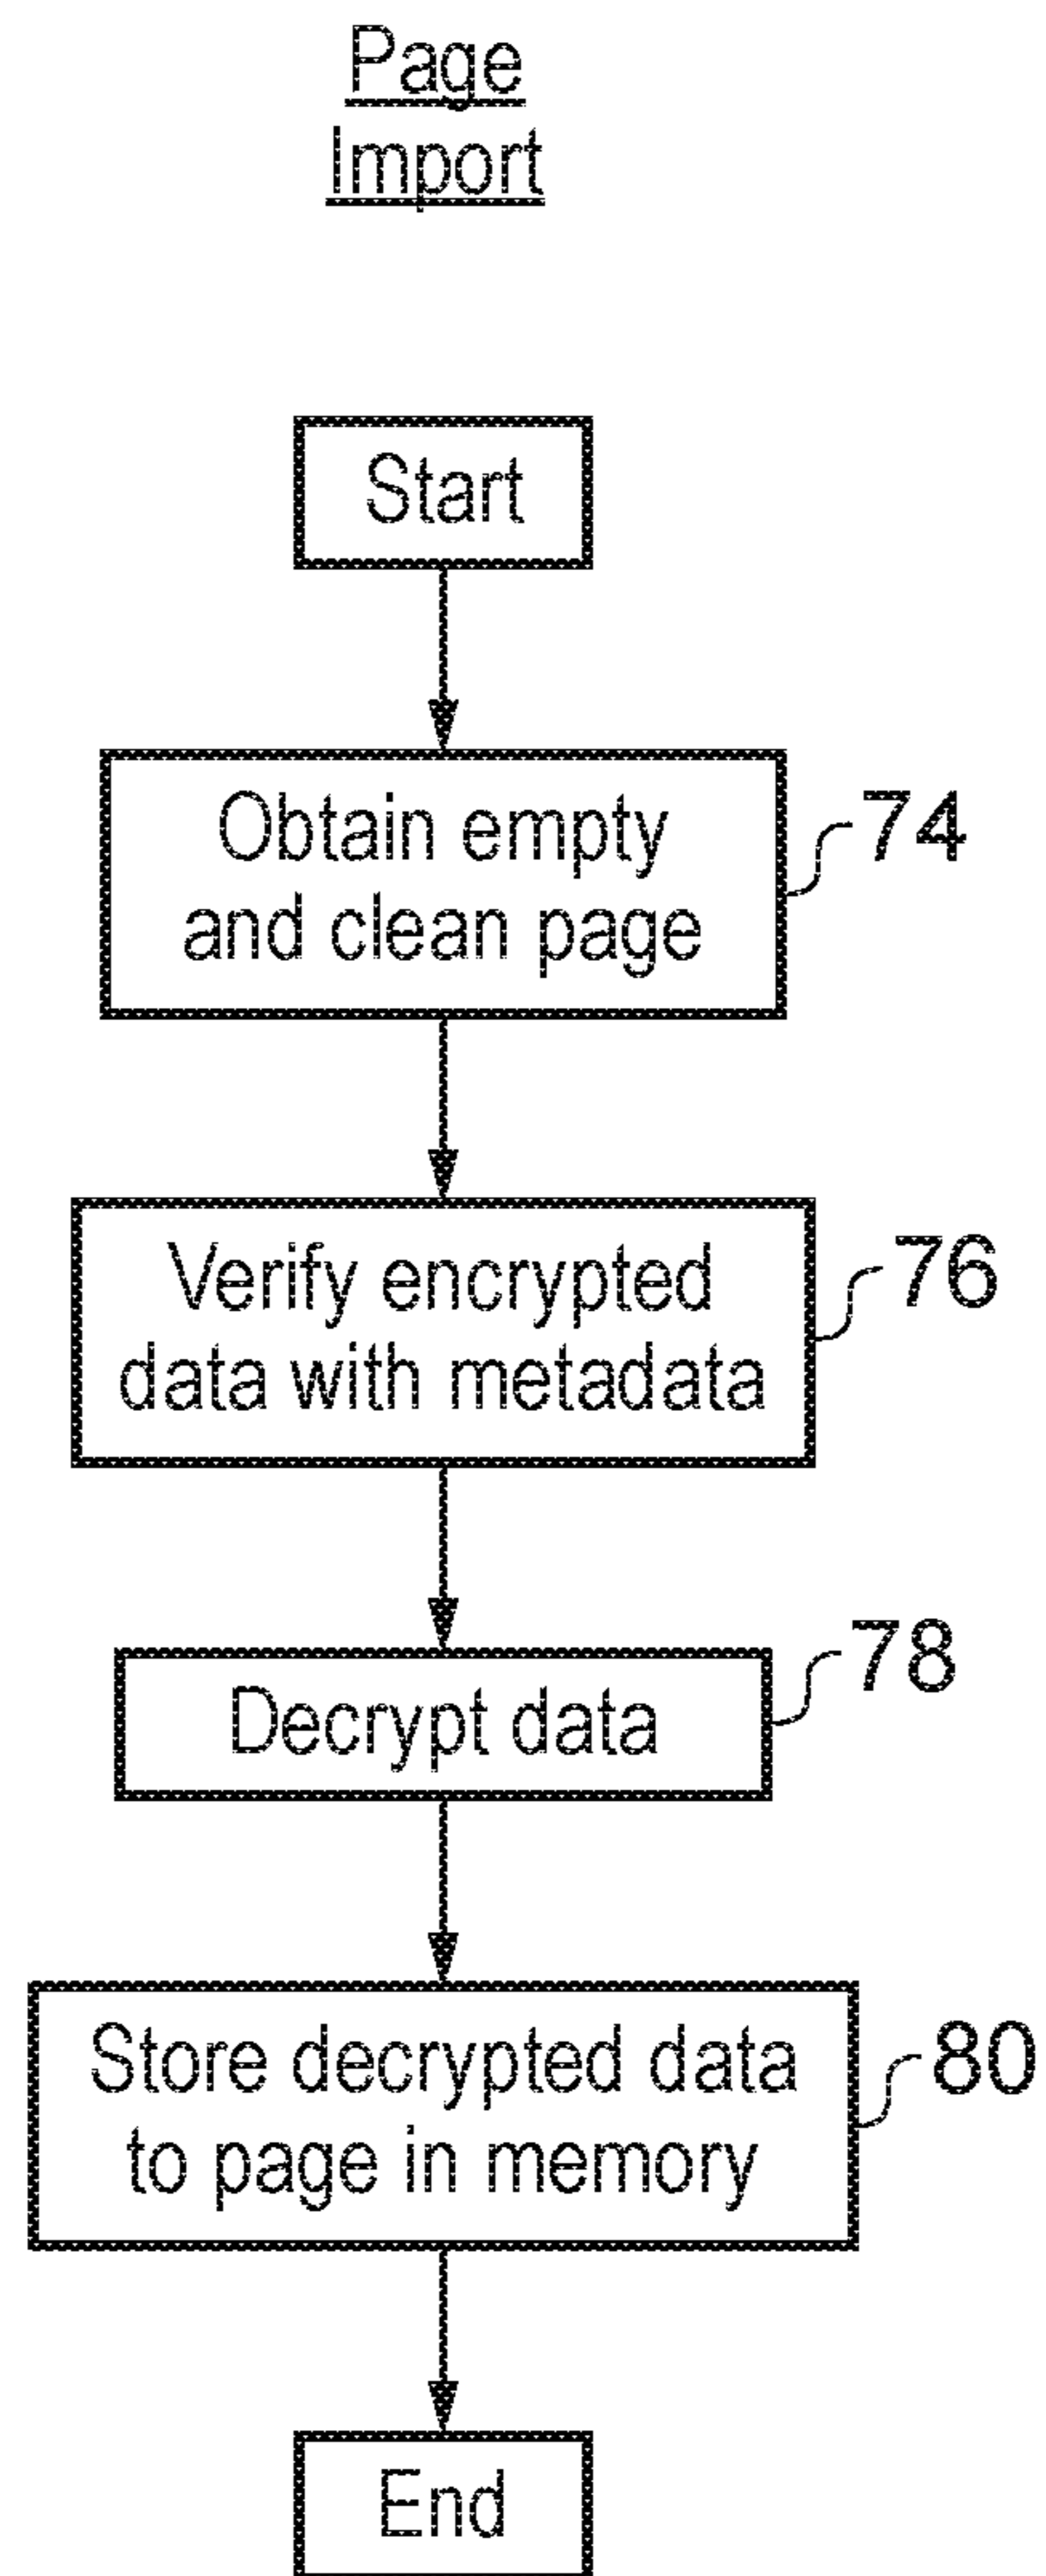 Page
Import
Start
Obtain empty
and clean page
74
Verify encrypted
data with metadata
76
Decrypt data
78
Store decrypted data
to page in memory
80
End